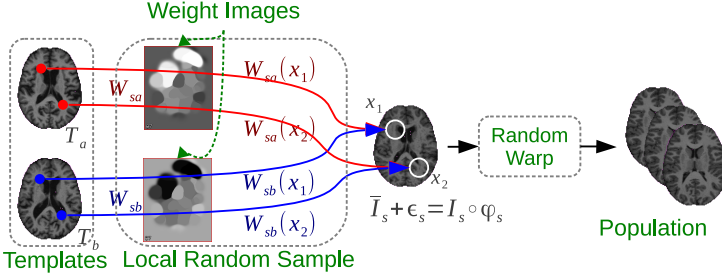 Weight Images
W_sa(x_1)
x_1
W_sa
T_a
W_sa(x_2)
Random
Warp
W_sb(x_1)
x_2
W_sb
W_sb(x_2)
I̅_s+ϵ_s=I_s∘φ_s
T_b
Population
Templates
Local Random Sample